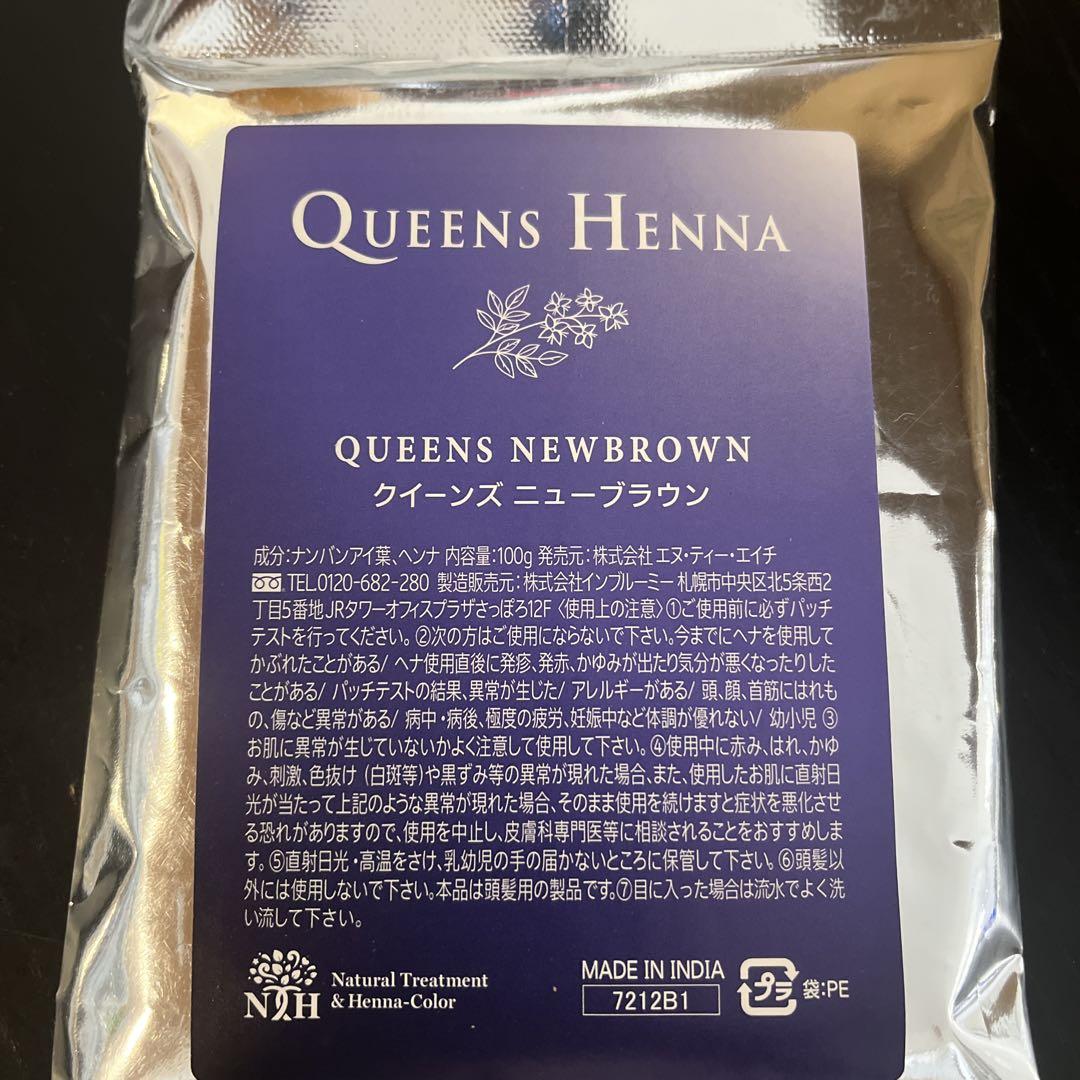 QUEENS HENNA
QUEENS NEWBROWN
クイーンズ ニューブラウン
成分:ナンバンアイ葉、ヘンナ 内容量:100g 発売元:株式会社 エヌ・ティー・エイチ
TEL.0120-682-280 製造販売元:株式会社インブルーミー 札幌市中央区北5条西2
丁目5番地 JRタワーオフィスプラザさっぽろ12F 〈使用上の注意〉①ご使用前に必ずパッチ
テストを行ってください。②次の方はご使用にならないで下さい。今までにヘナを使用して
かぶれたことがある/ ヘナ使用直後に発疹、発赤、かゆみが出たり気分が悪くなったりした
ことがある/ パッチテストの結果、異常が生じた/ アレルギーがある/ 頭、顔、首筋にはれも
の、傷など異常がある/ 病中・病後、極度の疲労、妊娠中など体調が優れない/ 幼小児 ③
お肌に異常が生じていないかよく注意して使用して下さい。④使用中に赤み、はれ、かゆ
み、刺激、色抜け (白斑等)や黒ずみ等の異常が現れた場合、また、使用したお肌に直射日
光が当たって上記のような異常が現れた場合、そのまま使用を続けますと症状を悪化させ
る恐れがありますので、使用を中止し、皮膚科専門医等に相談されることをおすすめしま
す。⑤直射日光・高温をさけ、乳幼児の手の届かないところに保管して下さい。⑥頭髪以
外には使用しないで下さい。本品は頭髪用の製品です。⑦目に入った場合は流水でよく洗
い流して下さい。
NTH
Natural Treatment
& Henna-Color
MADE IN INDIA
7212B1
プラ 袋:PE